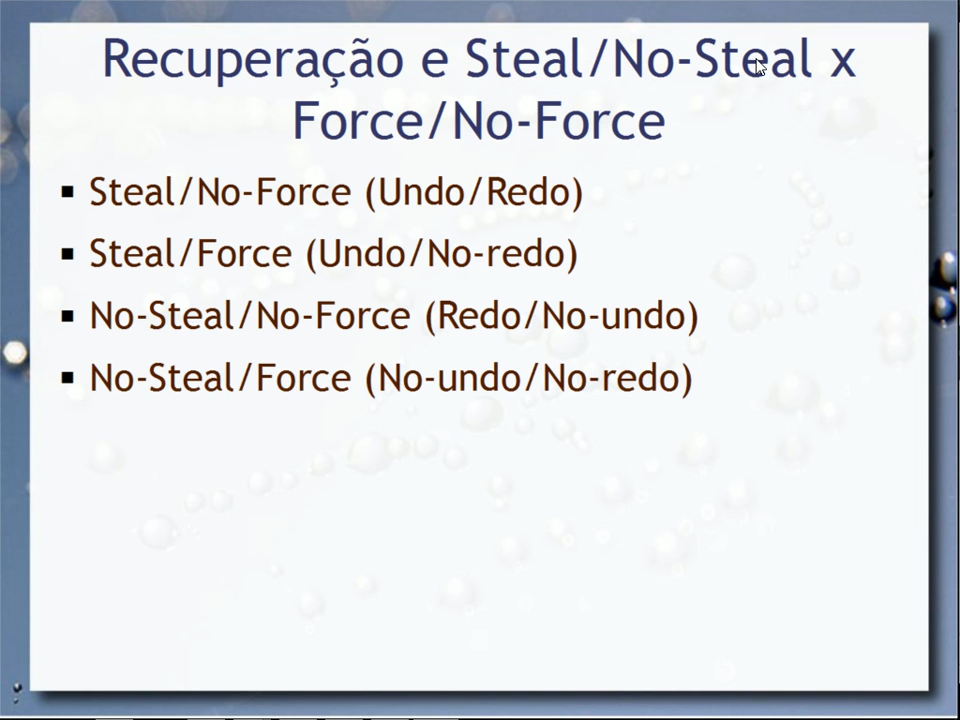 Recuperação e Steal/No-Steal x
Force/No-Force
▪ Steal/No-Force (Undo/Redo)
▪ Steal/Force (Undo/No-redo)
▪ No-Steal/No-Force (Redo/No-undo)
▪ No-Steal/Force (No-undo/No-redo)